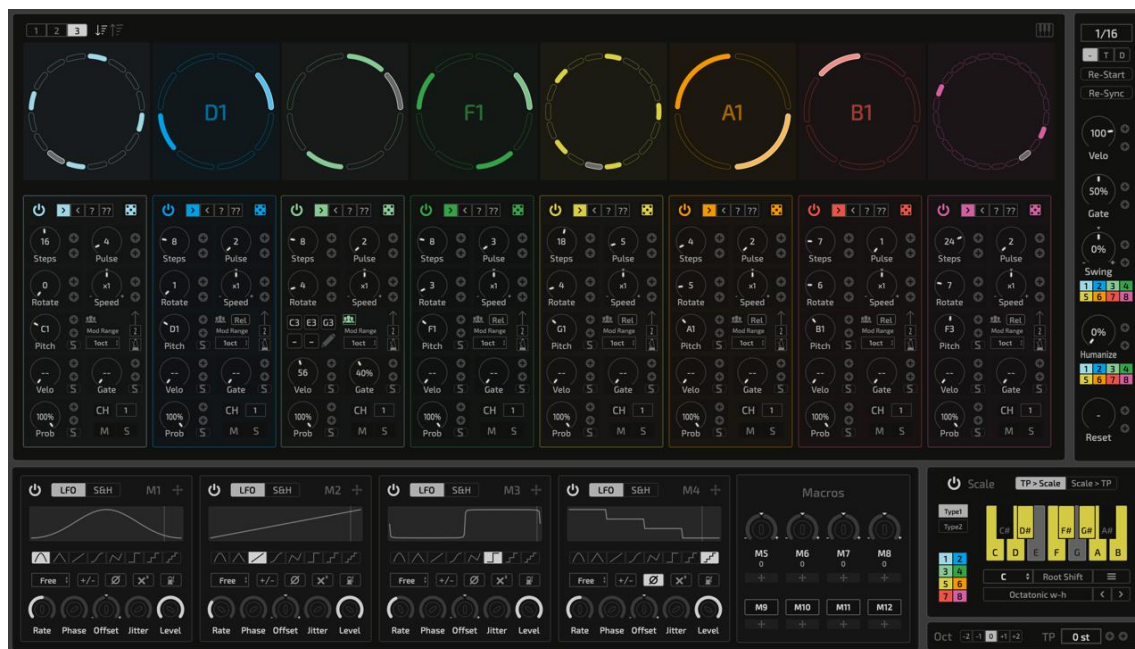 1 2 3
D1 F1 A1 B1
> < ? ?? > < ? ?? > < ? ?? > < ? ?? > < ? ?? > < ? ?? > < ? ?? > < ? ??
16 4 8 2 8 2 8 3 18 5 4 2 7 1 24 2
Steps Pulse Steps Pulse Steps Pulse Steps Pulse Steps Pulse Steps Pulse Steps Pulse Steps Pulse
0 x1 1 x1 4 x1 3 x1 4 x1 5 x1 6 x1 7 x1
Rotate - Speed + Rotate - Speed + Rotate - Speed + Rotate - Speed + Rotate - Speed + Rotate - Speed + Rotate - Speed + Rotate - Speed +
C1 Rel D1 Rel C3 E3 G3 F1 Rel G1 Rel A1 Rel B1 Rel F3 Rel
Mod Range Mod Range Mod Range Mod Range Mod Range Mod Range Mod Range Mod Range
2 2 2 2 2 2 2 2
Pitch 1oct Pitch 1oct - - 1oct Pitch 1oct Pitch 1oct Pitch 1oct Pitch 1oct Pitch 1oct
-- -- -- -- 56 40% -- -- -- -- -- -- -- -- -- --
Velo S Gate S Velo S Gate S Velo S Gate S Velo S Gate S Velo S Gate S Velo S Gate S Velo S Gate S Velo S Gate S
100% CH 1 100% CH 1 100% CH 1 100% CH 1 100% CH 1 100% CH 1 100% CH 1 100% CH 1
Prob S M S Prob S M S Prob S M S Prob S M S Prob S M S Prob S M S Prob S M S Prob S M S
1/16
- T D
Re-Start
Re-Sync
100
Velo
50%
Gate
0%
Swing
1 2 3 4
5 6 7 8
0%
Humanize
1 2 3 4
5 6 7 8
-
Reset
LFO S&H M1 LFO S&H M2 LFO S&H M3 LFO S&H M4
Free +/- Ø X Free +/- Ø X Free +/- Ø X Free +/- Ø X
Rate Phase Offset Jitter Level Rate Phase Offset Jitter Level Rate Phase Offset Jitter Level Rate Phase Offset Jitter Level
Macros
M5 M6 M7 M8
0 0 0 0
+ + + +
M9 M10 M11 M12
+ + + +
Scale TP > Scale Scale > TP
Type1
Type2
C# D# F# G# A#
C D E F G A B
1 2
3 4
5 6
7 8
C Root Shift
Octatonic w-h < >
Oct -2 -1 0 +1 +2 TP 0 st